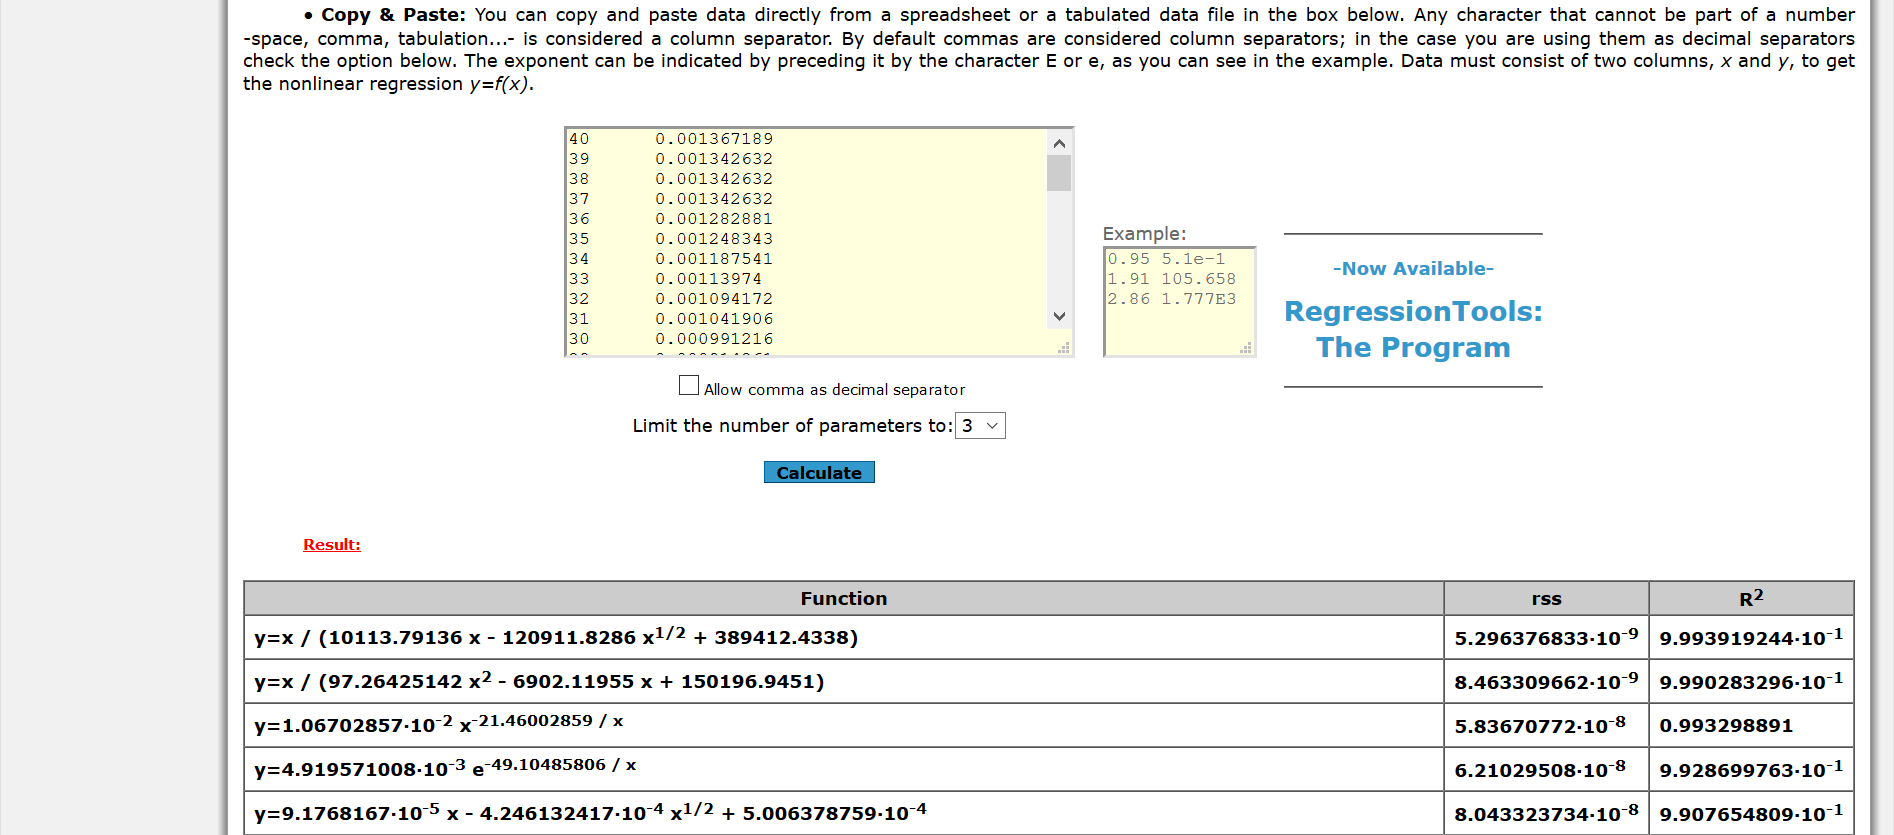 • Copy & Paste: You can copy and paste data directly from a spreadsheet or a tabulated data file in the box below. Any character that cannot be part of a number
-space, comma, tabulation...- is considered a column separator. By default commas are considered column separators; in the case you are using them as decimal separators
check the option below. The exponent can be indicated by preceding it by the character E or e, as you can see in the example. Data must consist of two columns, x and y, to get
the nonlinear regression y=f(x).
40 0.001367189
39 0.001342632
38 0.001342632
37 0.001342632
36 0.001282881
35 0.001248343
34 0.001187541
33 0.00113974
32 0.001094172
31 0.001041906
30 0.000991216
Example:
0.95 5.1e-1
1.91 105.658
2.86 1.777E3
-Now Available-
RegressionTools:
The Program
Allow comma as decimal separator
Limit the number of parameters to: 3
Calculate
Result:
Function rss R²
y=x / (10113.79136 x - 120911.8286 x^1/2 + 389412.4338) 5.296376833·10^-9 9.993919244·10^-1
y=x / (97.26425142 x² - 6902.11955 x + 150196.9451) 8.463309662·10^-9 9.990283296·10^-1
y=1.06702857·10^-2 x^-21.46002859 / x 5.83670772·10^-8 0.993298891
y=4.919571008·10^-3 e^-49.10485806 / x 6.21029508·10^-8 9.928699763·10^-1
y=9.1768167·10^-5 x - 4.246132417·10^-4 x^1/2 + 5.006378759·10^-4 8.043323734·10^-8 9.907654809·10^-1